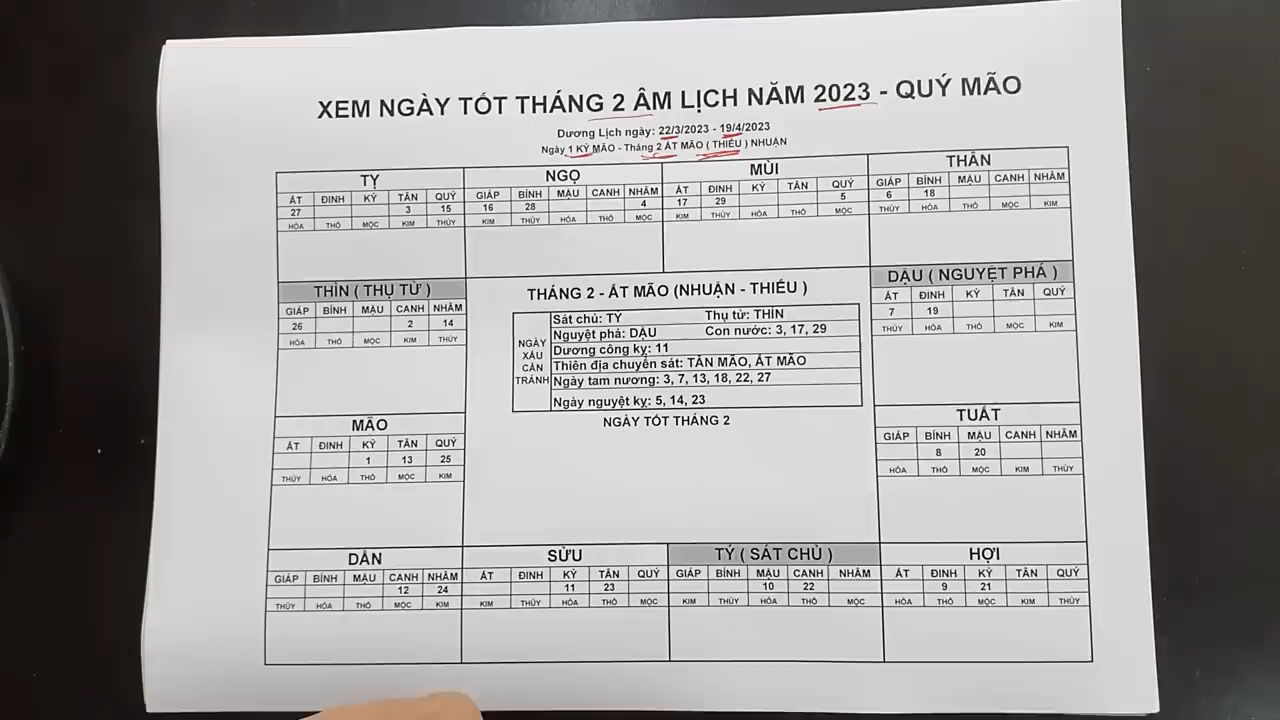 XEM NGÀY TỐT THÁNG 2 ÂM LỊCH NĂM 2023 - QUÝ MÃO
Dương Lịch ngày: 22/3/2023 - 19/4/2023
Ngày 1 KỶ MÃO - Tháng 2 ẤT MÃO ( THIẾU ) NHUẬN
TỴ
ẤT ĐINH KỶ TÂN QUÝ
27 3 15
HỎA THỔ MỘC KIM THỦY
NGỌ
GIÁP BÍNH MẬU CANH NHÂM
16 28 4
KIM THỦY HỎA THỔ MỘC
MÙI
ẤT ĐINH KỶ TÂN QUÝ
17 29 5
KIM THỦY HỎA THỔ MỘC
THÂN
GIÁP BÍNH MẬU CANH NHÂM
6 18
THỦY HỎA THỔ MỘC KIM
THÌN ( THỤ TỬ )
GIÁP BÍNH MẬU CANH NHÂM
26 2 14
HỎA THỔ MỘC KIM THỦY
THÁNG 2 - ẤT MÃO (NHUẬN - THIẾU )
NGÀY XẤU CẦN TRÁNH
Sát chủ: TÝ Thụ tử: THÌN
Nguyệt phá: DẬU Con nước: 3, 17, 29
Dương công kỵ: 11
Thiên địa chuyển sát: TÂN MÃO, ẤT MÃO
Ngày tam nương: 3, 7, 13, 18, 22, 27
Ngày nguyệt kỵ: 5, 14, 23
NGÀY TỐT THÁNG 2
DẬU ( NGUYỆT PHÁ )
ẤT ĐINH KỶ TÂN QUÝ
7 19
THỦY HỎA THỔ MỘC KIM
MÃO
ẤT ĐINH KỶ TÂN QUÝ
1 13 25
THỦY HỎA THỔ MỘC KIM
TUẤT
GIÁP BÍNH MẬU CANH NHÂM
8 20
HỎA THỔ MỘC KIM THỦY
DẦN
GIÁP BÍNH MẬU CANH NHÂM
12 24
THỦY HỎA THỔ MỘC KIM
SỬU
ẤT ĐINH KỶ TÂN QUÝ
11 23
KIM THỦY HỎA THỔ MỘC
TÝ ( SÁT CHỦ )
GIÁP BÍNH MẬU CANH NHÂM
10 22
KIM THỦY HỎA THỔ MỘC
HỢI
ẤT ĐINH KỶ TÂN QUÝ
9 21
HỎA THỔ MỘC KIM THỦY